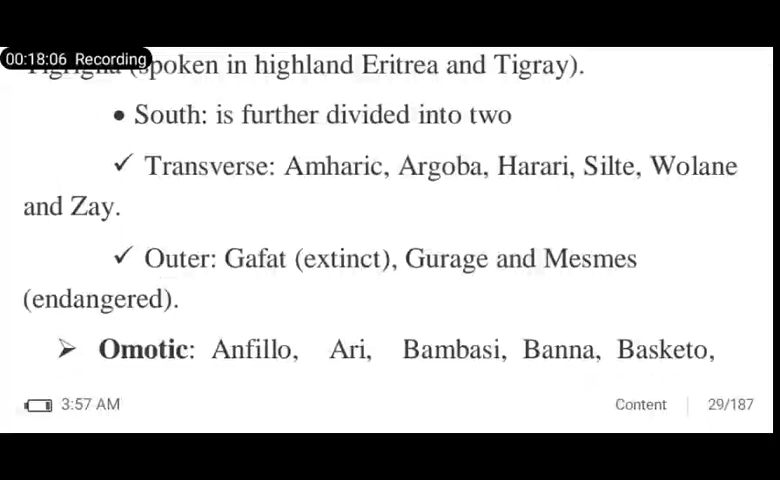 00:18:06 Recording
(spoken in highland Eritrea and Tigray).
• South: is further divided into two
✓ Transverse: Amharic, Argoba, Harari, Silte, Wolane
and Zay.
✓ Outer: Gafat (extinct), Gurage and Mesmes
(endangered).
➢ Omotic: Anfillo, Ari, Bambasi, Banna, Basketo,
3:57 AM Content 29/187